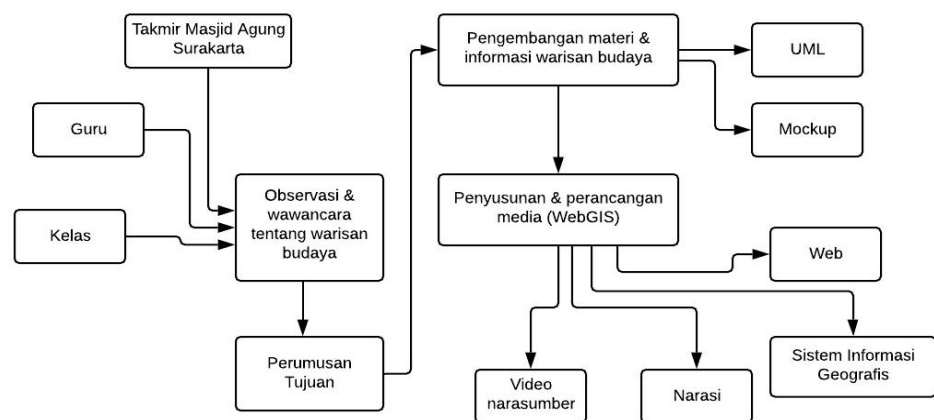 Takmir Masjid Agung
Surakarta
Guru
Kelas
Observasi &
wawancara
tentang warisan
budaya
Perumusan
Tujuan
Pengembangan materi &
informasi warisan budaya
UML
Mockup
Penyusunan & perancangan
media (WebGIS)
Web
Sistem Informasi
Geografis
Video
narasumber
Narasi